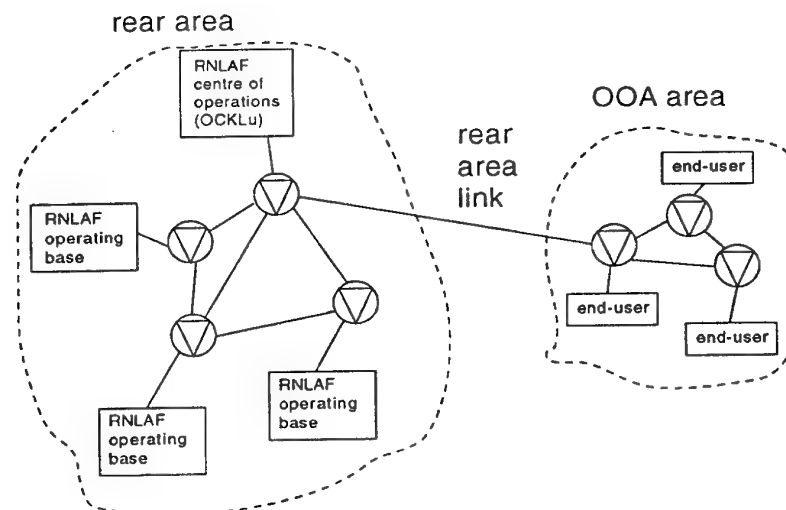 rear area
RNLAF
centre of
operations
(OCKLu)
OOA area
rear
area
link
end-user
RNLAF
operating
base
end-user
end-user
RNLAF
operating
base
RNLAF
operating
base